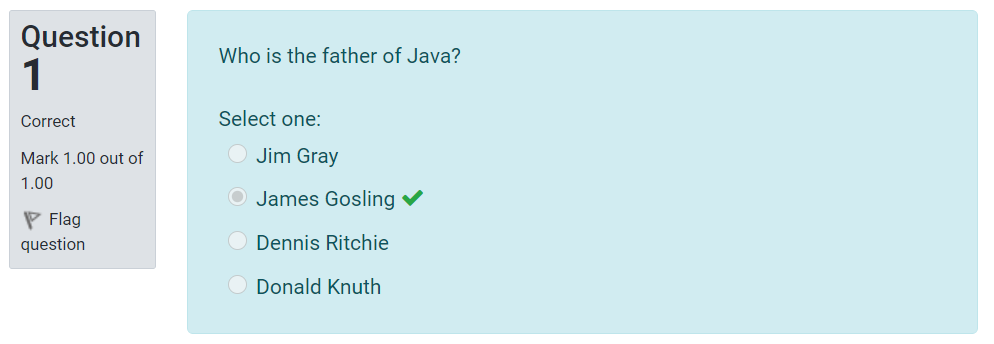 Question
1
Correct
Mark 1.00 out of
1.00
Flag
question
Who is the father of Java?
Select one:
Jim Gray
James Gosling
Dennis Ritchie
Donald Knuth